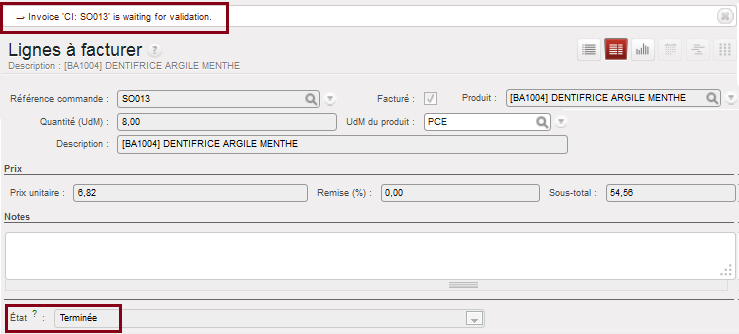 Invoice 'CI: SO013' is waiting for validation.
Lignes à facturer ?
Description : [BA1004] DENTIFRICE ARGILE MENTHE
Référence commande : SO013 Facturé : Produit : [BA1004] DENTIFRICE ARGILE MENTHE
Quantité (UdM) : 8,00 UdM du produit : PCE
Description : [BA1004] DENTIFRICE ARGILE MENTHE
Prix
Prix unitaire : 6,82 Remise (%) : 0,00 Sous-total : 54,56
Notes
État ? : Terminée